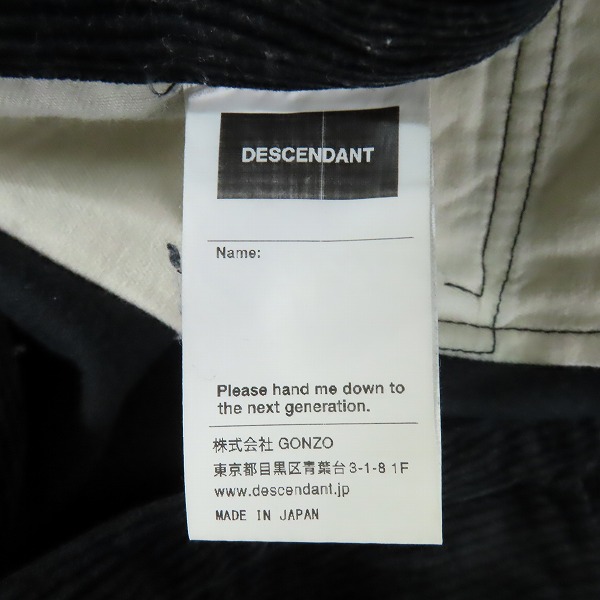 DESCENDANT
Name:
Please hand me down to
the next generation.
株式会社 GONZO
東京都目黒区青葉台3-1-8 1F
www.descendant.jp
MADE IN JAPAN